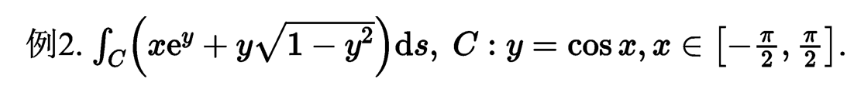 例2. ∫_C (xe^y + y√(1 − y²)) ds, C : y = cos x, x ∈ [−π/2, π/2].